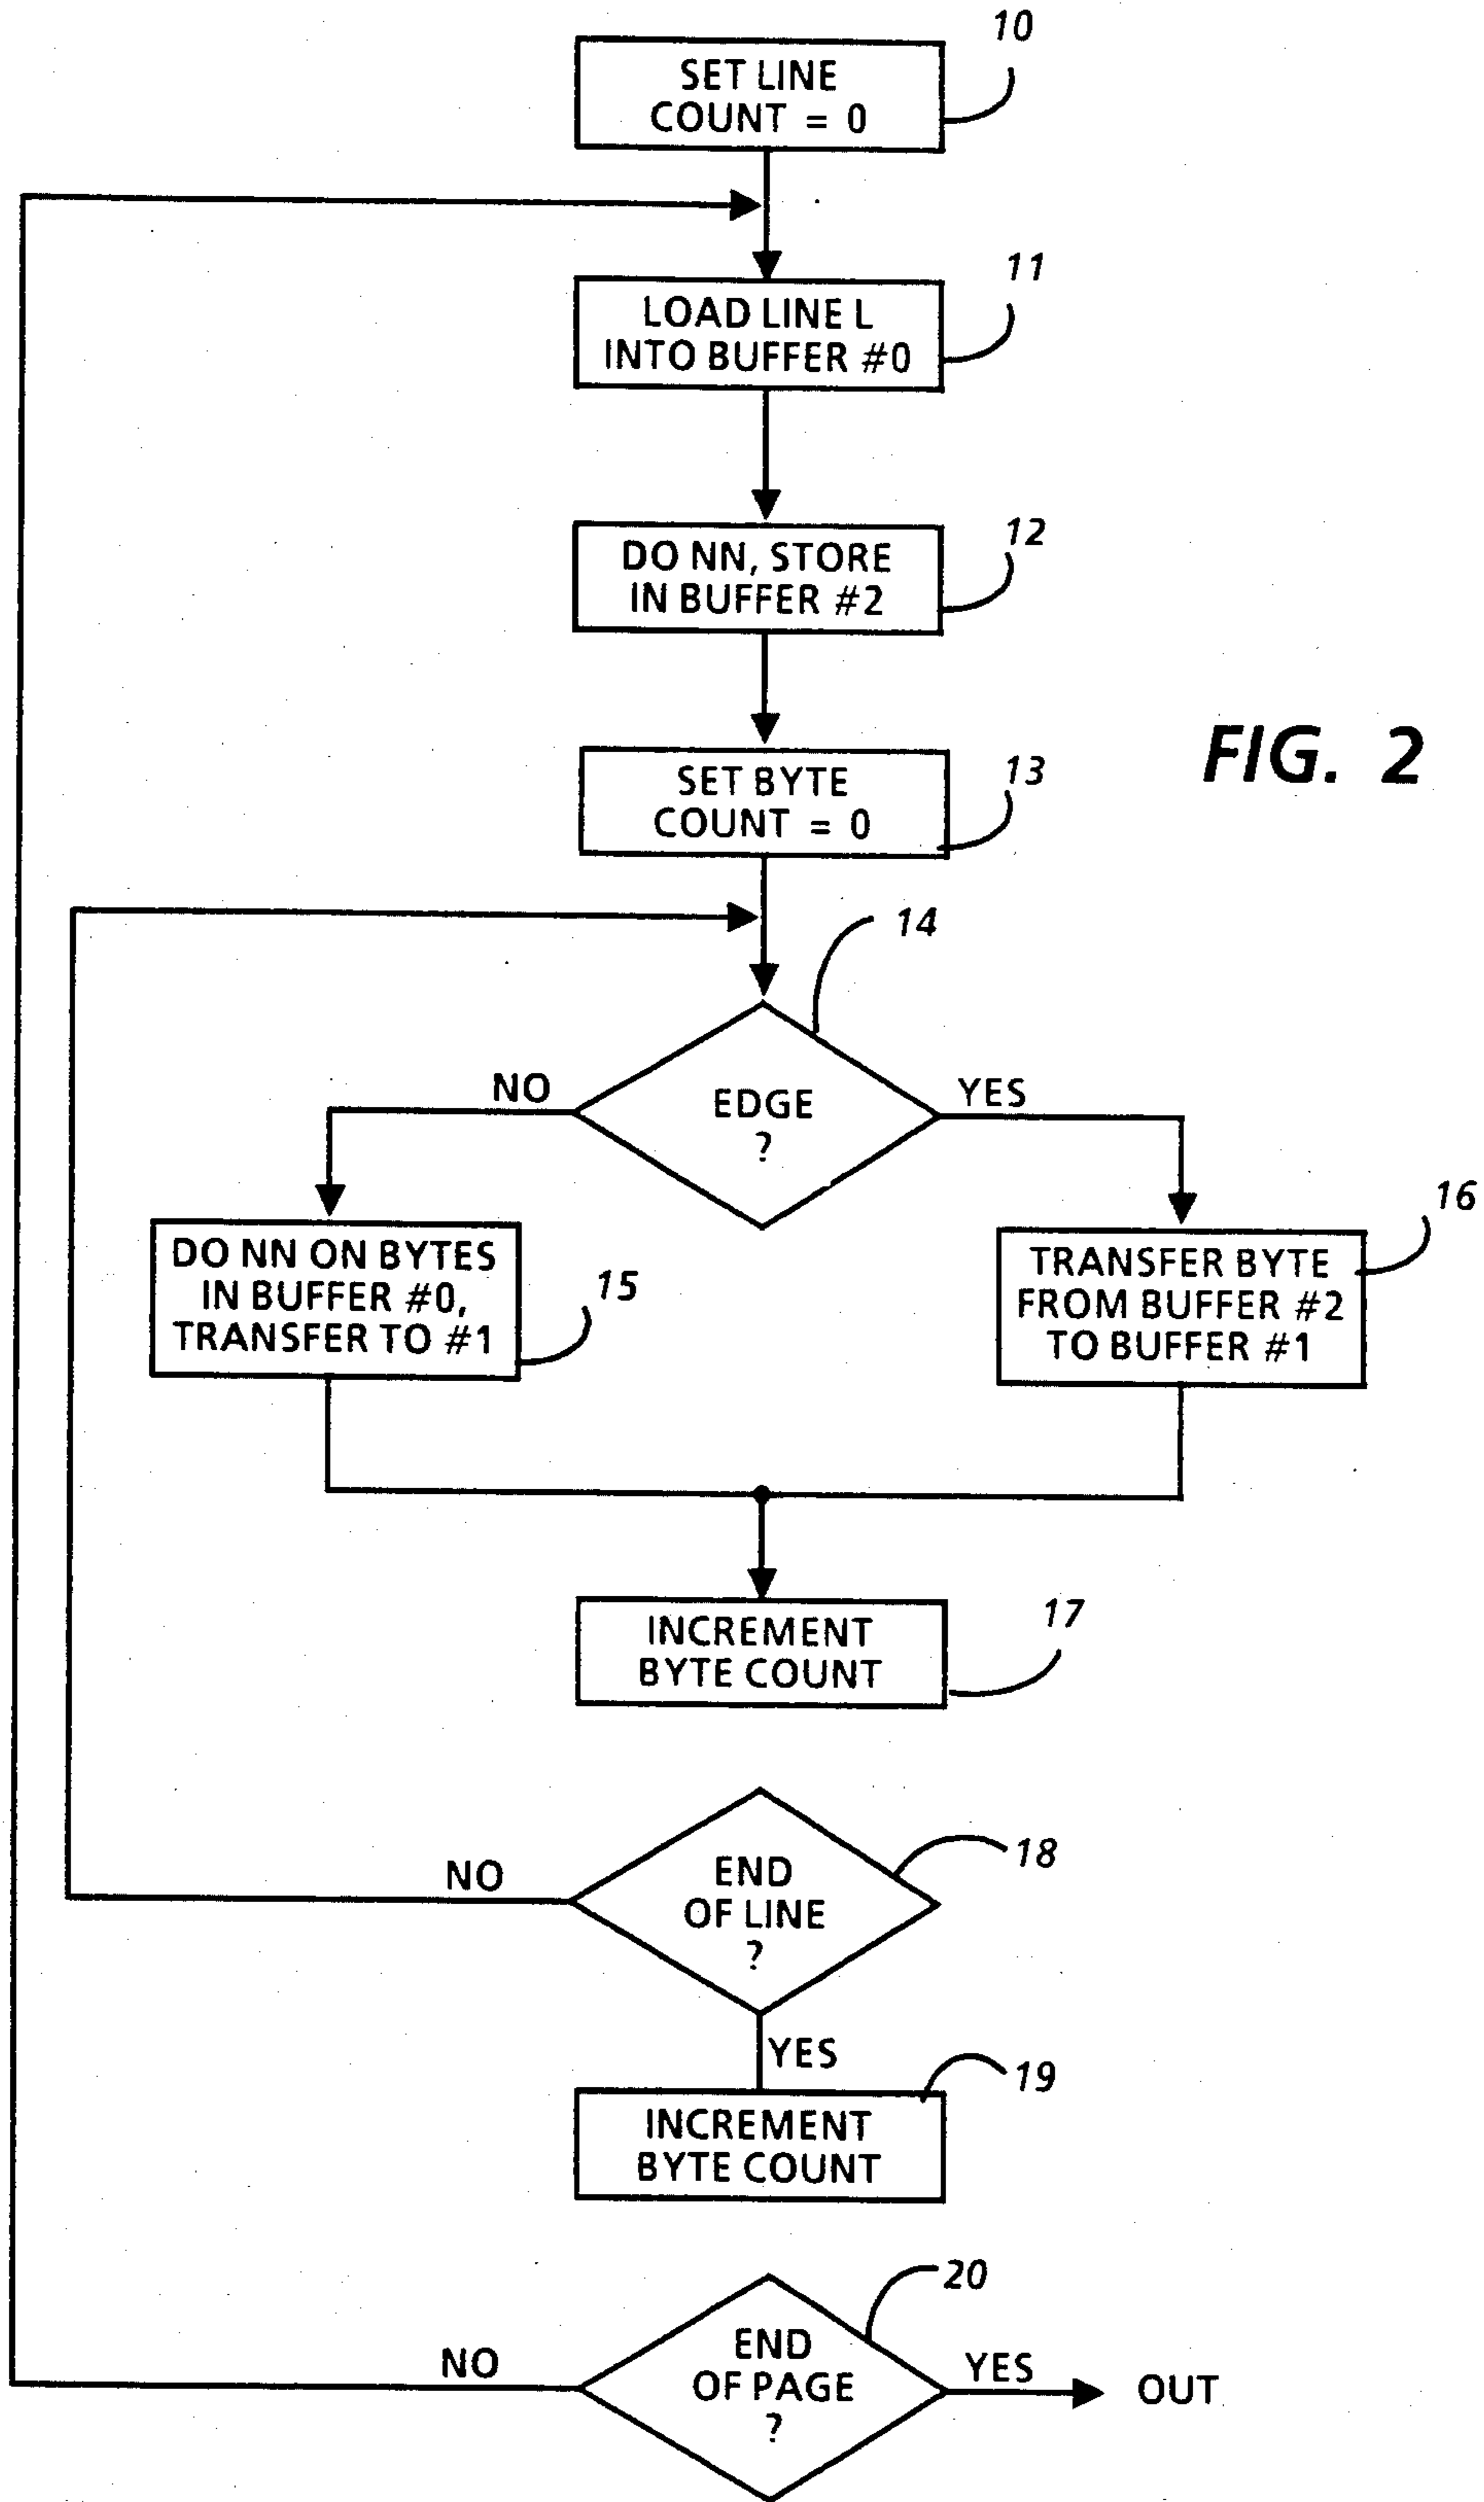 10
SET LINE
COUNT = 0
11
LOAD LINE L
INTO BUFFER #0
12
DO NN, STORE
IN BUFFER #2
FIG. 2
13
SET BYTE
COUNT = 0
14
NO
EDGE
?
YES
16
DO NN ON BYTES
IN BUFFER #0,
TRANSFER TO #1
15
TRANSFER BYTE
FROM BUFFER #2
TO BUFFER #1
17
INCREMENT
BYTE COUNT
18
NO
END
OF LINE
?
YES
19
INCREMENT
BYTE COUNT
20
NO
END
OF PAGE
?
YES
OUT